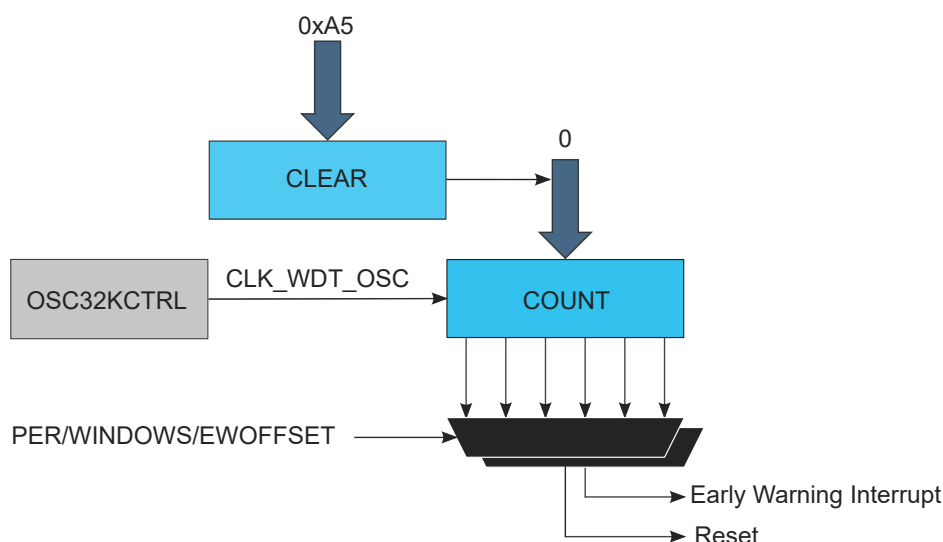 0xA5
0
CLEAR
CLK_WDT_OSC
OSC32KCTRL
COUNT
PER/WINDOWS/EWOFFSET
Early Warning Interrupt
Reset